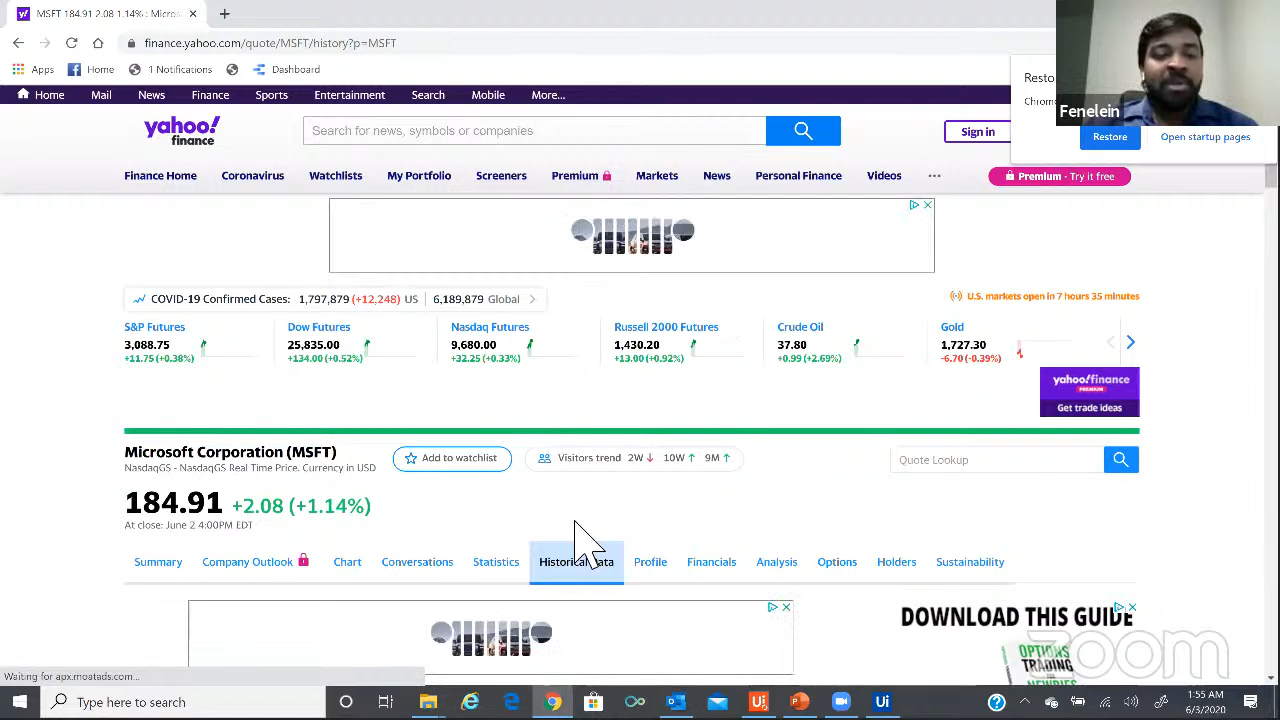 MSFT 184.91 2.08 1.14% :
finance.yahoo.com/quote/MSFT/history?p=MSFT
Apps Home 1 Notifications Dashboard
Resto
Chrom
Fenelein
Restore Open startup pages
Home Mail News Finance Sports Entertainment Search Mobile More...
yahoo!
finance
Search for news, symbols or companies
Sign in
Finance Home Coronavirus Watchlists My Portfolio Screeners Premium Markets News Personal Finance Videos ... Premium - Try it free
COVID-19 Confirmed Cases: 1,797,879 (+12,248) US 6,189,879 Global
U.S. markets open in 7 hours 35 minutes
S&P Futures Dow Futures Nasdaq Futures Russell 2000 Futures Crude Oil Gold
3,088.75 25,835.00 9,680.00 1,430.20 37.80 1,727.30
+11.75 (+0.38%) +134.00 (+0.52%) +32.25 (+0.33%) +13.00 (+0.92%) +0.99 (+2.69%) -6.70 (-0.39%)
yahoo!finance
PREMIUM
Get trade ideas
Microsoft Corporation (MSFT)
NasdaqGS - NasdaqGS Real Time Price. Currency in USD
Add to watchlist
Visitors trend 2W 10W 9M
Quote Lookup
184.91 +2.08 (+1.14%)
At close: June 2 4:00PM EDT
Summary Company Outlook Chart Conversations Statistics Historical Data Profile Financials Analysis Options Holders Sustainability
DOWNLOAD THIS GUIDE
OPTIONS
TRADING
NEWBIES
zoom
Waiting for apx.moatads.com...
Type here to search
1:55 AM
6/3/2020